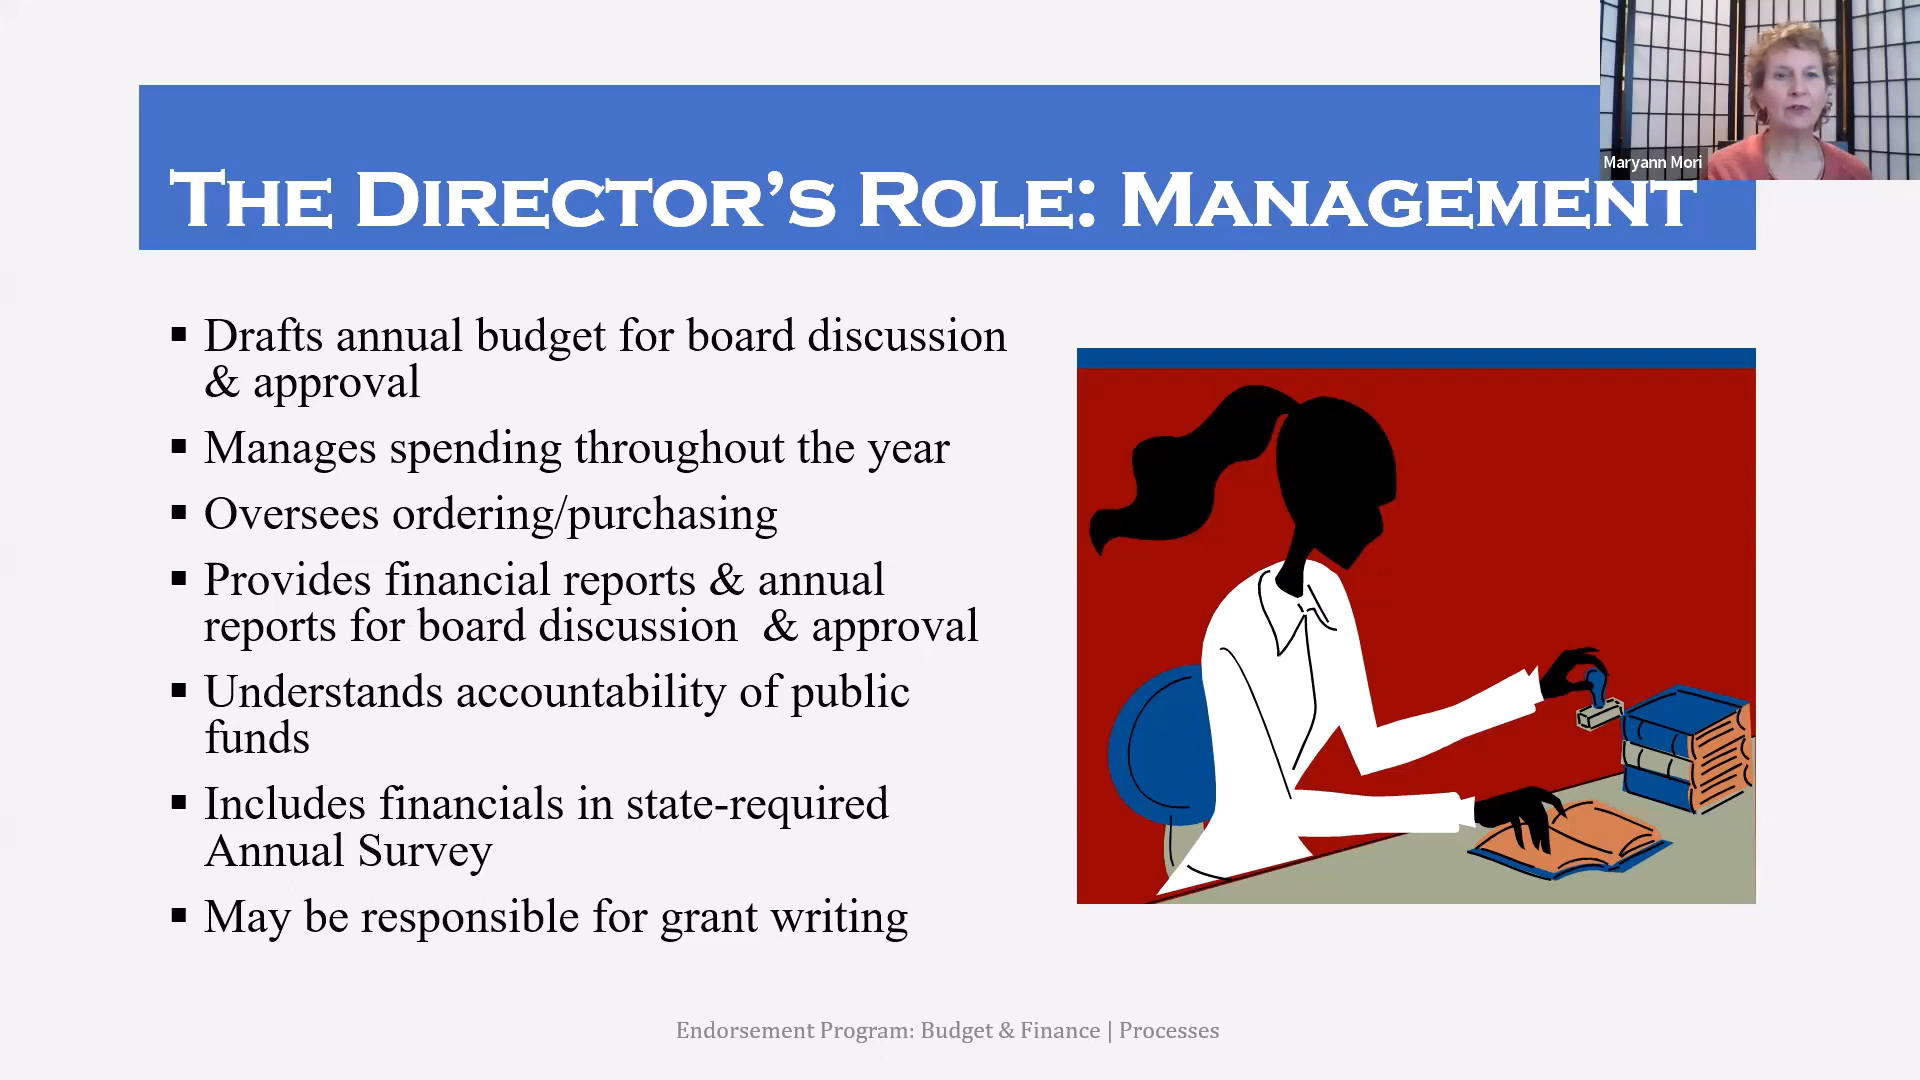 Maryann Mori
The Director's Role: Management
▪ Drafts annual budget for board discussion
& approval
▪ Manages spending throughout the year
▪ Oversees ordering/purchasing
▪ Provides financial reports & annual
reports for board discussion  & approval
▪ Understands accountability of public
funds
▪ Includes financials in state-required
Annual Survey
▪ May be responsible for grant writing
Endorsement Program: Budget & Finance | Processes